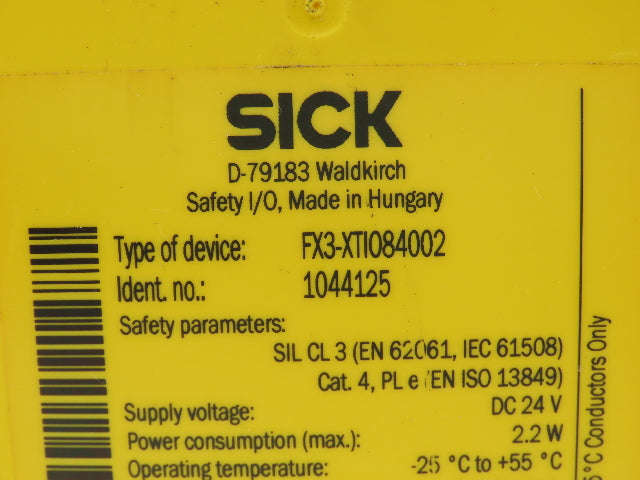 SICK
D-79183 Waldkirch
Safety I/O, Made in Hungary
Type of device: FX3-XTIO84002
Ident. no.: 1044125
Safety parameters:
SIL CL 3 (EN 62061, IEC 61508)
Cat. 4, PL e (EN ISO 13849)
Supply voltage: DC 24 V
Power consumption (max.): 2.2 W
Operating temperature: -25 °C to +55 °C
5°C Conductors Only